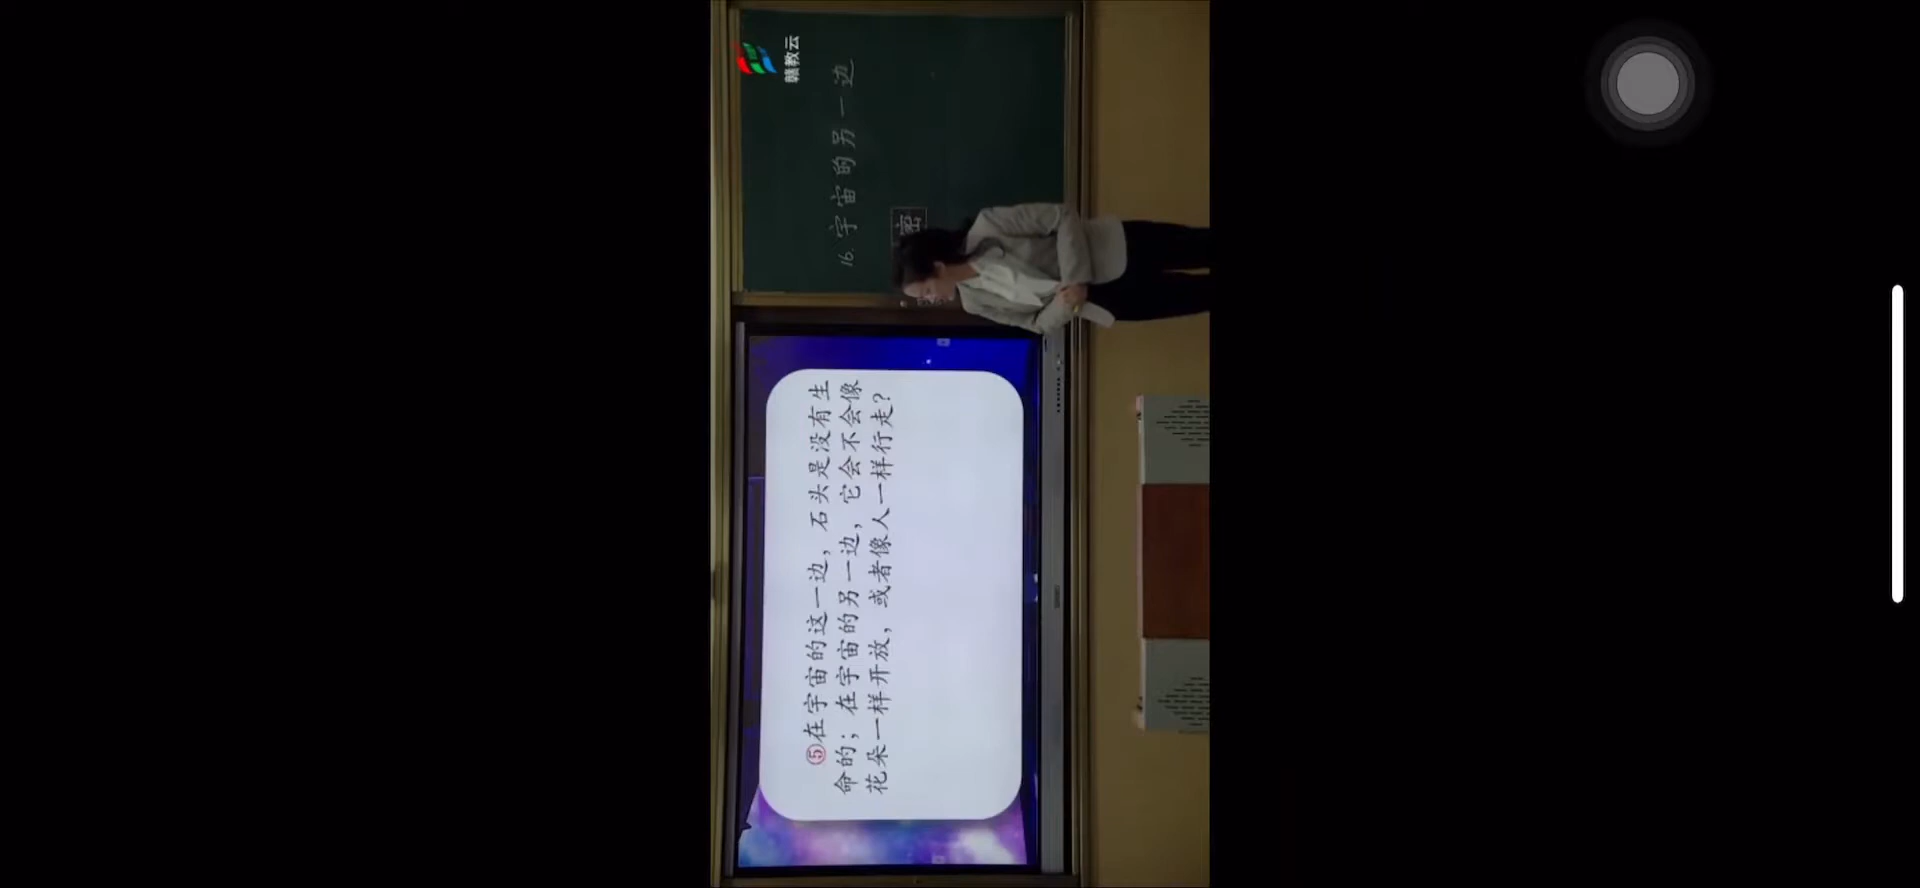 赣教云
16.宇宙的另一边
密
⑤在宇宙的这一边，石头是没有生
命的；在宇宙的另一边，它会不会像
花朵一样开放，或者像人一样行走？